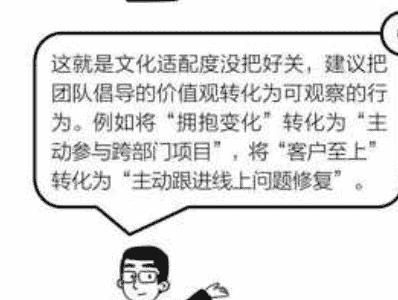 这就是文化适配度没把好关，建议把
团队倡导的价值观转化为可观察的行
为。例如将“拥抱变化”转化为“主
动参与跨部门项目”，将“客户至上”
转化为“主动跟进线上问题修复”。